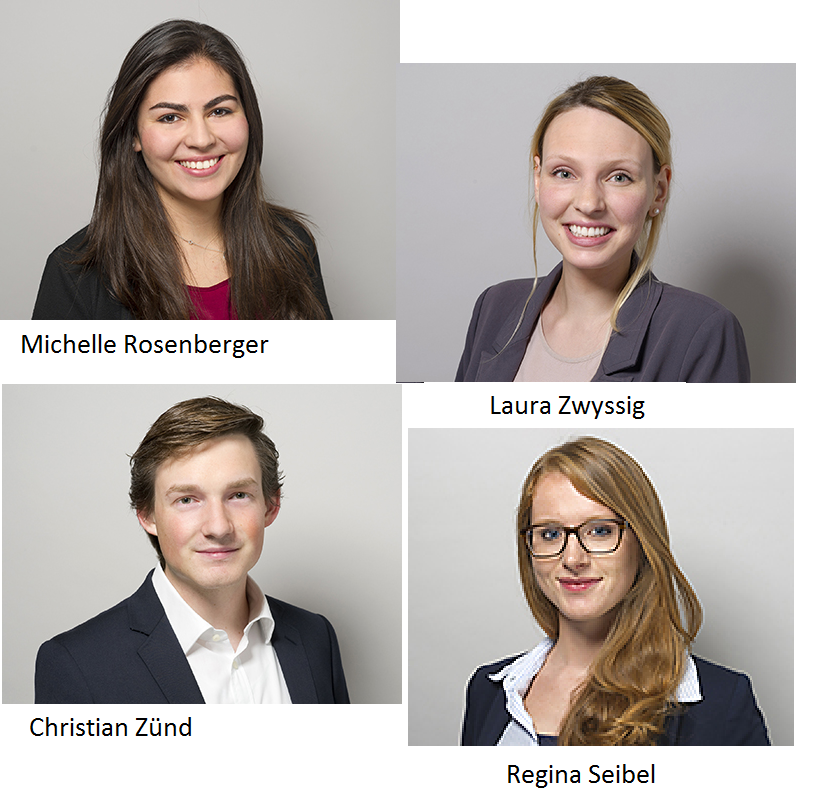 Michelle Rosenberger
Laura Zwyssig
Christian Zünd
Regina Seibel